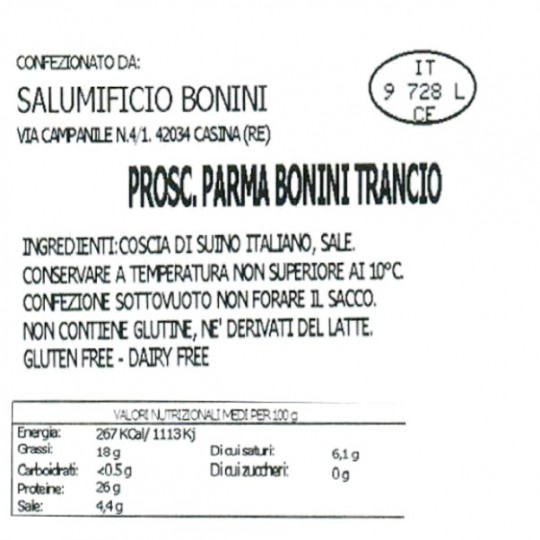 CONFEZIONATO DA:
SALUMIFICIO BONINI
VIA CAMPANILE N.4/1. 42034 CASINA (RE)
IT
9 728 L
CE
PROSC. PARMA BONINI TRANCIO
INGREDIENTI:COSCIA DI SUINO ITALIANO, SALE.
CONSERVARE A TEMPERATURA NON SUPERIORE AI 10°C
CONFEZIONE SOTTOVUOTO NON FORARE IL SACCO.
NON CONTIENE GLUTINE, NE' DERIVATI DEL LATTE.
GLUTEN FREE - DAIRY FREE
VALORI NUTRIZIONALI MEDI PER 100 g
Energia: 267 KCal/ 1113 Kj
Grassi: 18 g Di cui saturi: 6,1 g
Carboidrati: <0.5 g Di cui zuccheri: 0 g
Proteine: 26 g
Sale: 4,4 g